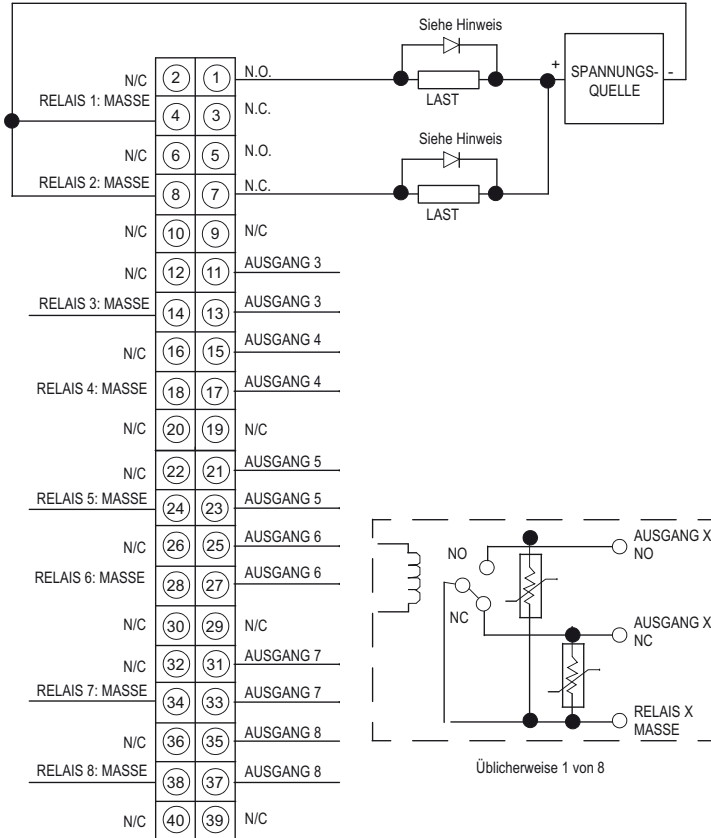 Siehe Hinweis
+ SPANNUNGS- -
QUELLE
LAST
N/C 2 1 N.O.
RELAIS 1: MASSE 4 3 N.C.
Siehe Hinweis
N/C 6 5 N.O.
RELAIS 2: MASSE 8 7 N.C.
LAST
N/C 10 9 N/C
N/C 12 11 AUSGANG 3
RELAIS 3: MASSE 14 13 AUSGANG 3
N/C 16 15 AUSGANG 4
RELAIS 4: MASSE 18 17 AUSGANG 4
N/C 20 19 N/C
N/C 22 21 AUSGANG 5
RELAIS 5: MASSE 24 23 AUSGANG 5
N/C 26 25 AUSGANG 6
RELAIS 6: MASSE 28 27 AUSGANG 6
N/C 30 29 N/C
N/C 32 31 AUSGANG 7
RELAIS 7: MASSE 34 33 AUSGANG 7
N/C 36 35 AUSGANG 8
RELAIS 8: MASSE 38 37 AUSGANG 8
N/C 40 39 N/C
NO
NC
AUSGANG X
NO
AUSGANG X
NC
RELAIS X
MASSE
Üblicherweise 1 von 8